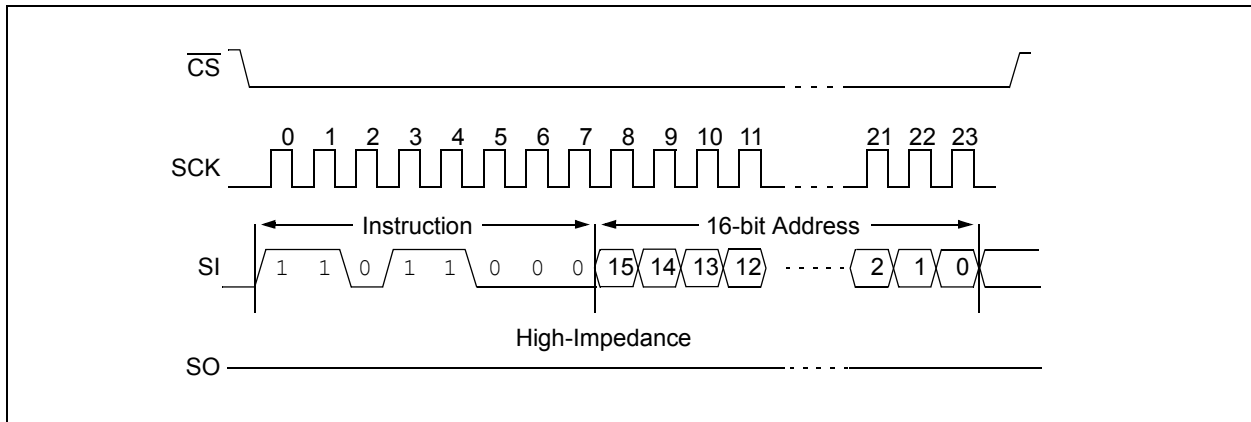 CS
0 1 2 3 4 5 6 7 8 9 10 11 21 22 23
SCK
Instruction 16-bit Address
SI 1 1 0 1 1 0 0 0 15 14 13 12 2 1 0
High-Impedance
SO